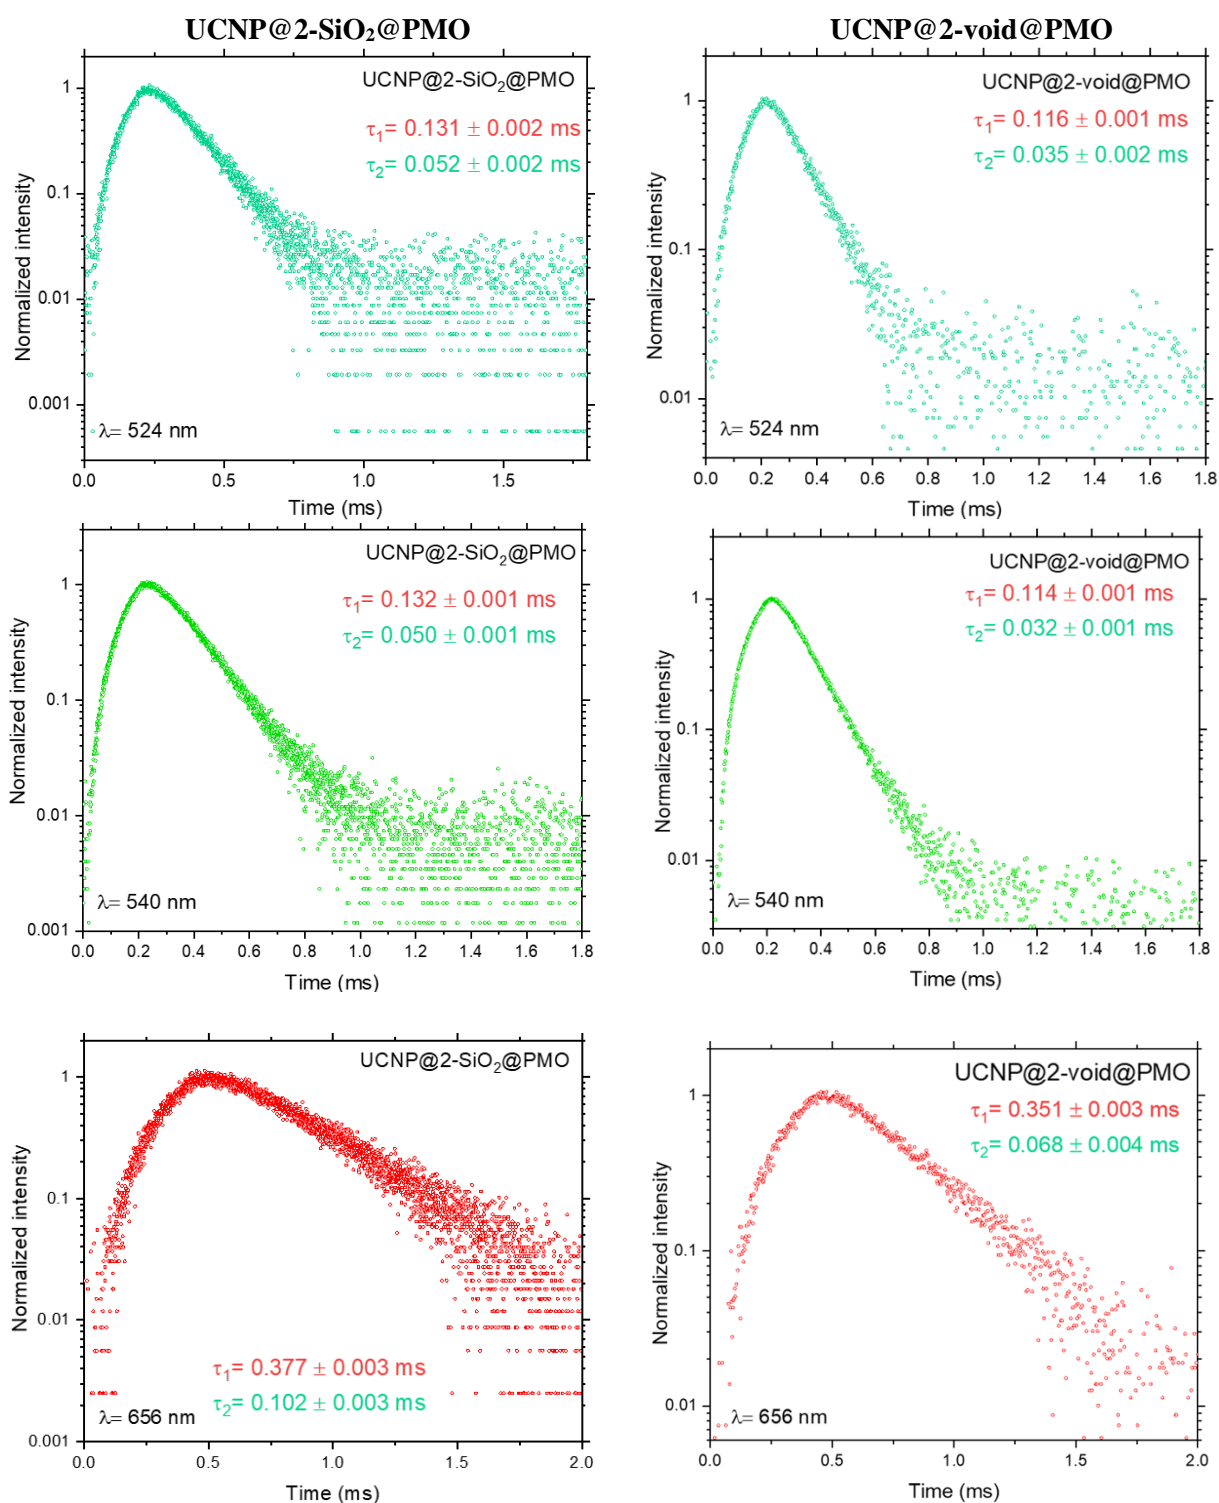 UCNP@2-SiO₂@PMO
UCNP@2-void@PMO
UCNP@2-SiO₂@PMO
τ₁= 0.131 ± 0.002 ms
τ₂= 0.052 ± 0.002 ms
1
0.1
0.01
0.001
Normalized intensity
λ= 524 nm
0.0 0.5 1.0 1.5
Time (ms)
UCNP@2-void@PMO
τ₁= 0.116 ± 0.001 ms
τ₂= 0.035 ± 0.002 ms
1
0.1
0.01
Normalized intensity
λ= 524 nm
0.0 0.2 0.4 0.6 0.8 1.0 1.2 1.4 1.6 1.8
Time (ms)
UCNP@2-SiO₂@PMO
τ₁= 0.132 ± 0.001 ms
τ₂= 0.050 ± 0.001 ms
1
0.1
0.01
0.001
Normalized intensity
λ= 540 nm
0.0 0.2 0.4 0.6 0.8 1.0 1.2 1.4 1.6 1.8
Time (ms)
UCNP@2-void@PMO
τ₁= 0.114 ± 0.001 ms
τ₂= 0.032 ± 0.001 ms
1
0.1
0.01
Normalized intensity
λ= 540 nm
0.0 0.2 0.4 0.6 0.8 1.0 1.2 1.4 1.6 1.8
Time (ms)
UCNP@2-SiO₂@PMO
1
0.1
0.01
0.001
Normalized intensity
τ₁= 0.377 ± 0.003 ms
τ₂= 0.102 ± 0.003 ms
λ= 656 nm
0.0 0.5 1.0 1.5 2.0
Time (ms)
UCNP@2-void@PMO
τ₁= 0.351 ± 0.003 ms
τ₂= 0.068 ± 0.004 ms
1
0.1
0.01
Normalized intensity
λ= 656 nm
0.0 0.5 1.0 1.5 2.0
Time (ms)